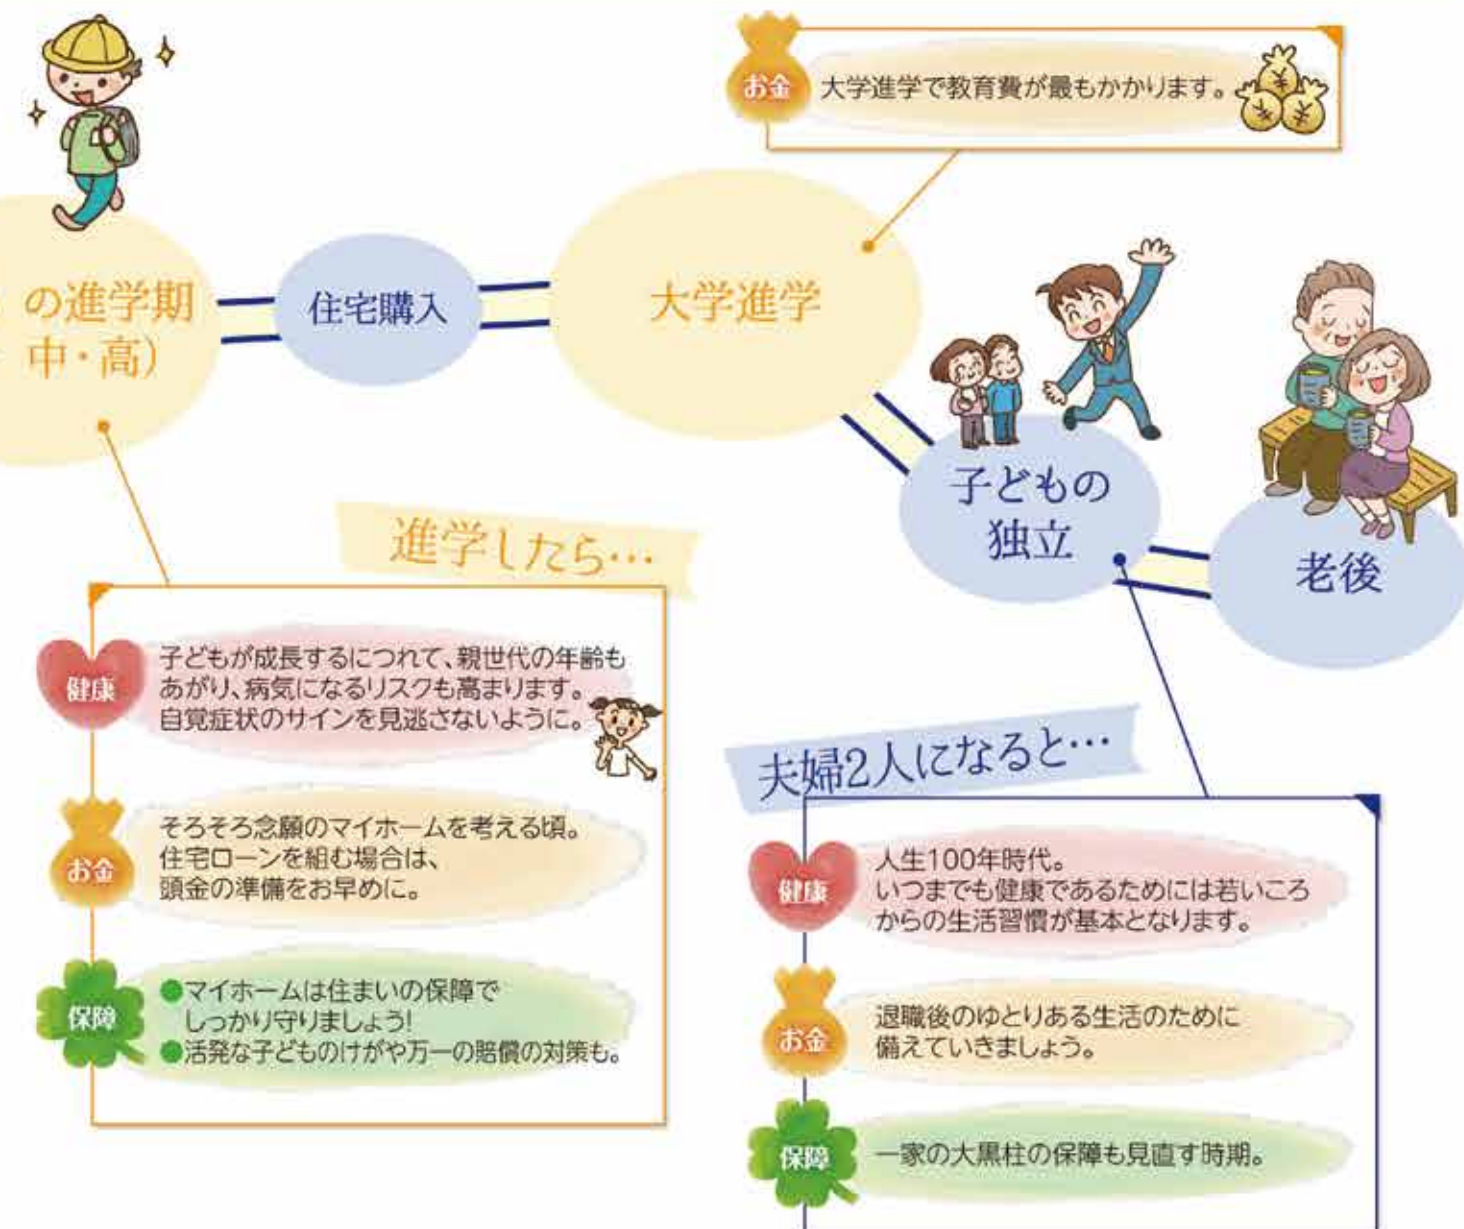 お金
大学進学で教育費が最もかかります。
の進学期
中・高）
住宅購入
大学進学
子どもの
独立
老後
進学したら…
健康
子どもが成長するにつれて、親世代の年齢も
あがり、病気になるリスクも高まります。
自覚症状のサインを見逃さないように。
お金
そろそろ念願のマイホームを考える頃。
住宅ローンを組む場合は、
頭金の準備をお早めに。
保障
●マイホームは住まいの保障で
しっかり守りましょう!
●活発な子どものけがや万一の賠償の対策も。
夫婦2人になると…
健康
人生100年時代。
いつまでも健康であるためには若いころ
からの生活習慣が基本となります。
お金
退職後のゆとりある生活のために
備えていきましょう。
保障
一家の大黒柱の保障も見直す時期。